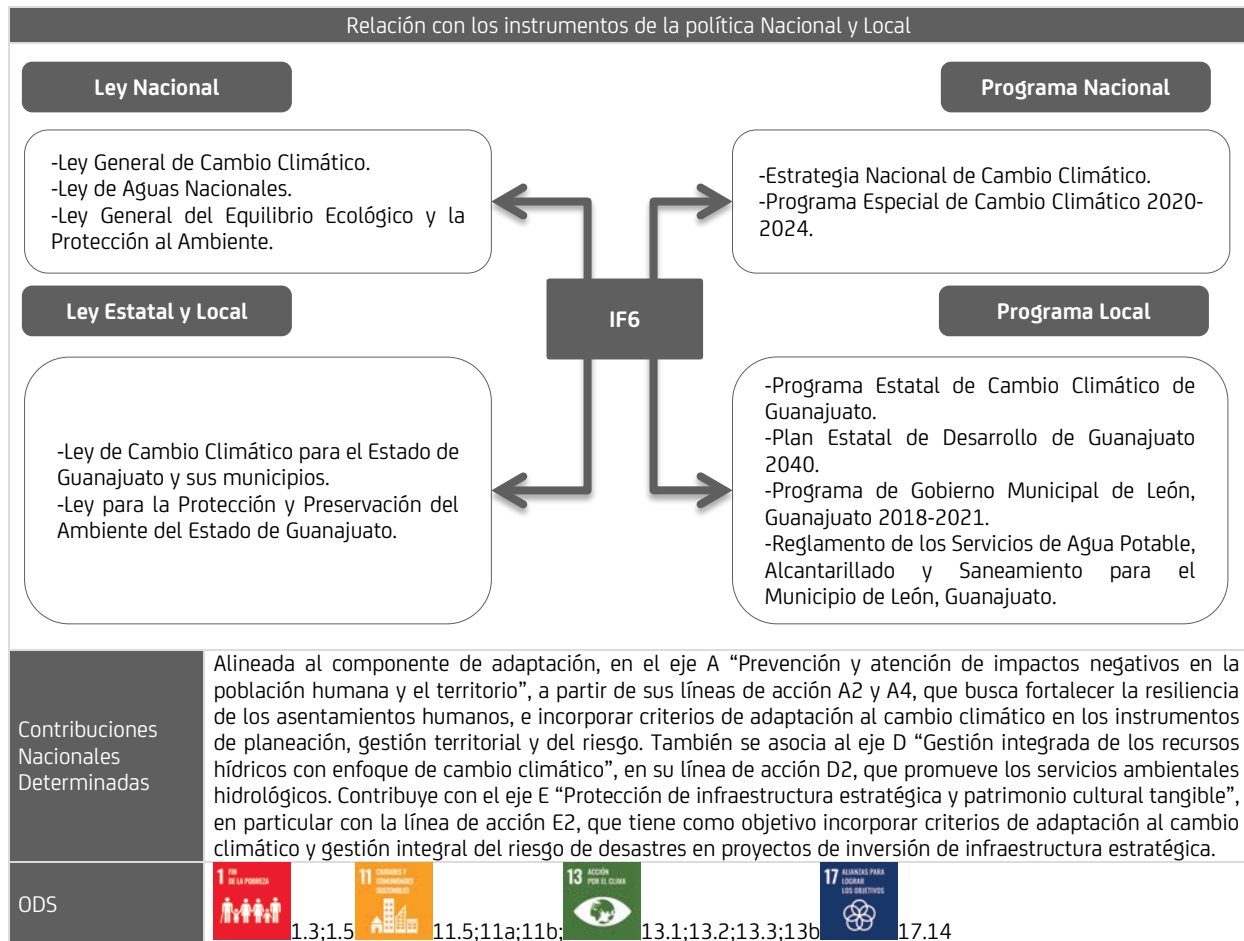 Relación con los instrumentos de la política Nacional y Local
Ley Nacional
-Ley General de Cambio Climático.
-Ley de Aguas Nacionales.
-Ley General del Equilibrio Ecológico y la
Protección al Ambiente.
Programa Nacional
-Estrategia Nacional de Cambio Climático.
-Programa Especial de Cambio Climático 2020-
2024.
IF6
Ley Estatal y Local
-Ley de Cambio Climático para el Estado de
Guanajuato y sus municipios.
-Ley para la Protección y Preservación del
Ambiente del Estado de Guanajuato.
Programa Local
-Programa Estatal de Cambio Climático de
Guanajuato.
-Plan Estatal de Desarrollo de Guanajuato
2040.
-Programa de Gobierno Municipal de León,
Guanajuato 2018-2021.
-Reglamento de los Servicios de Agua Potable,
Alcantarillado y Saneamiento para el
Municipio de León, Guanajuato.
Contribuciones
Nacionales
Determinadas
Alineada al componente de adaptación, en el eje A “Prevención y atención de impactos negativos en la
población humana y el territorio”, a partir de sus líneas de acción A2 y A4, que busca fortalecer la resiliencia
de los asentamientos humanos, e incorporar criterios de adaptación al cambio climático en los instrumentos
de planeación, gestión territorial y del riesgo. También se asocia al eje D “Gestión integrada de los recursos
hídricos con enfoque de cambio climático”, en su línea de acción D2, que promueve los servicios ambientales
hidrológicos. Contribuye con el eje E “Protección de infraestructura estratégica y patrimonio cultural tangible”,
en particular con la línea de acción E2, que tiene como objetivo incorporar criterios de adaptación al cambio
climático y gestión integral del riesgo de desastres en proyectos de inversión de infraestructura estratégica.
ODS
1 FIN
DE LA POBREZA
1.3;1.5
11 CIUDADES Y
COMUNIDADES
SOSTENIBLES
11.5;11a;11b;
13 ACCIÓN
POR EL CLIMA
13.1;13.2;13.3;13b
17 ALIANZAS PARA
LOGRAR
LOS OBJETIVOS
17.14